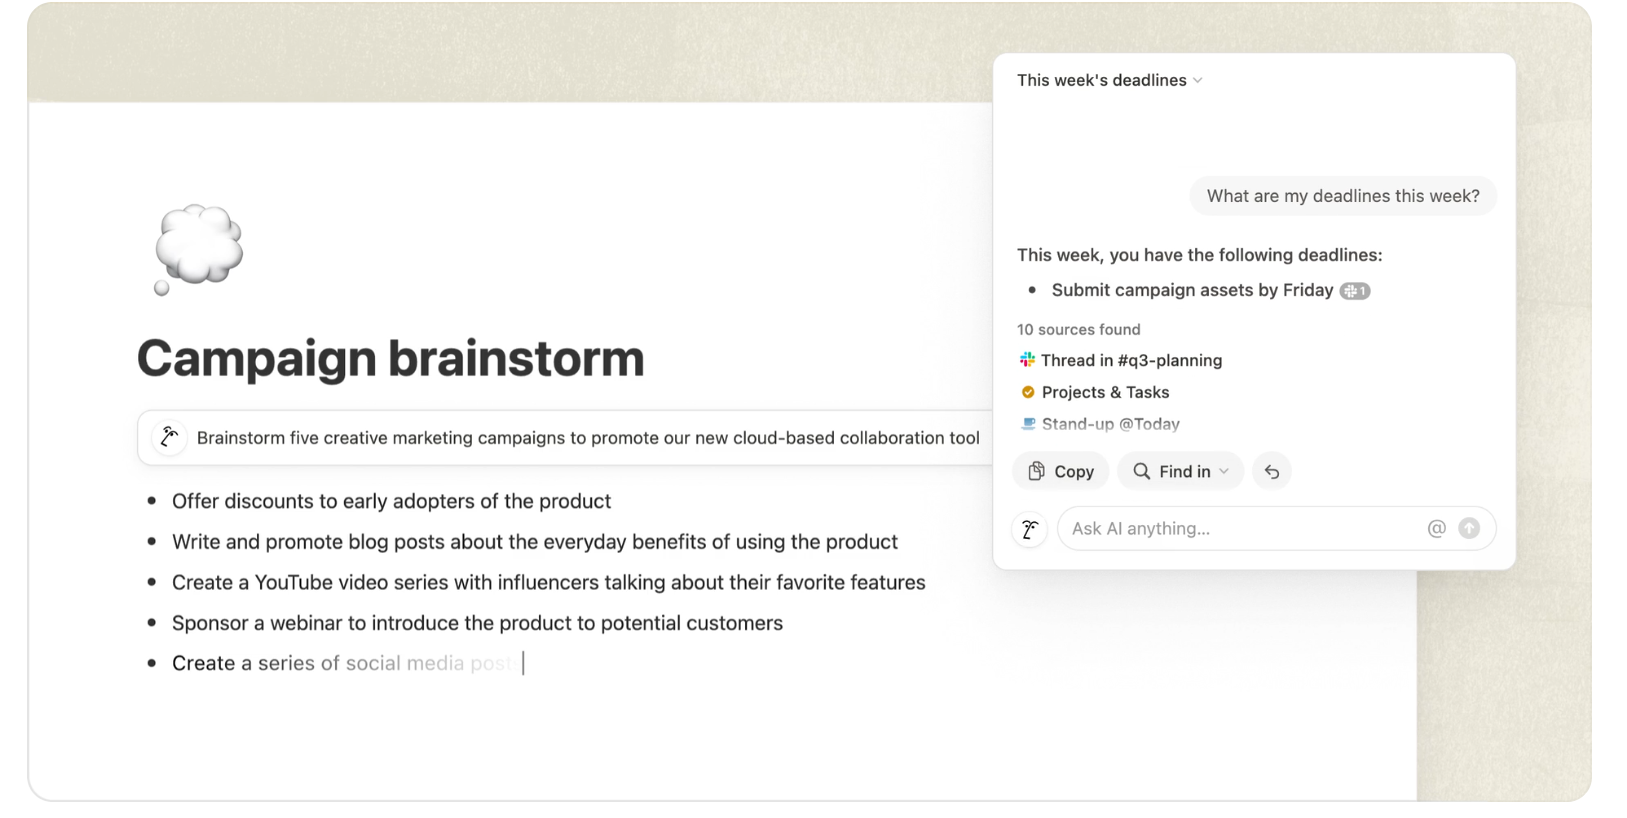 This week's deadlines
What are my deadlines this week?
This week, you have the following deadlines:
• Submit campaign assets by Friday 1
10 sources found
Thread in #q3-planning
Projects & Tasks
Stand-up @Today
Copy
Find in
Ask AI anything... @
Campaign brainstorm
Brainstorm five creative marketing campaigns to promote our new cloud-based collaboration tool
• Offer discounts to early adopters of the product
• Write and promote blog posts about the everyday benefits of using the product
• Create a YouTube video series with influencers talking about their favorite features
• Sponsor a webinar to introduce the product to potential customers
• Create a series of social media posts